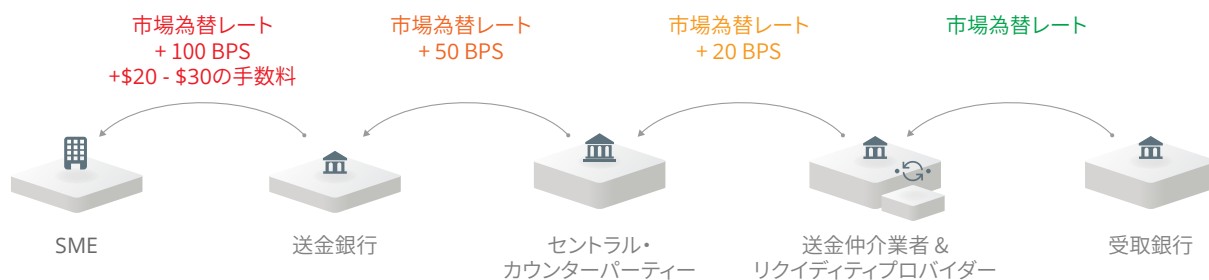 市場為替レート
+ 100 BPS
+$20 - $30の手数料
市場為替レート
+ 50 BPS
市場為替レート
+ 20 BPS
市場為替レート
SME
送金銀行
セントラル・
カウンターパーティー
送金仲介業者 &
リクイディティプロバイダー
受取銀行